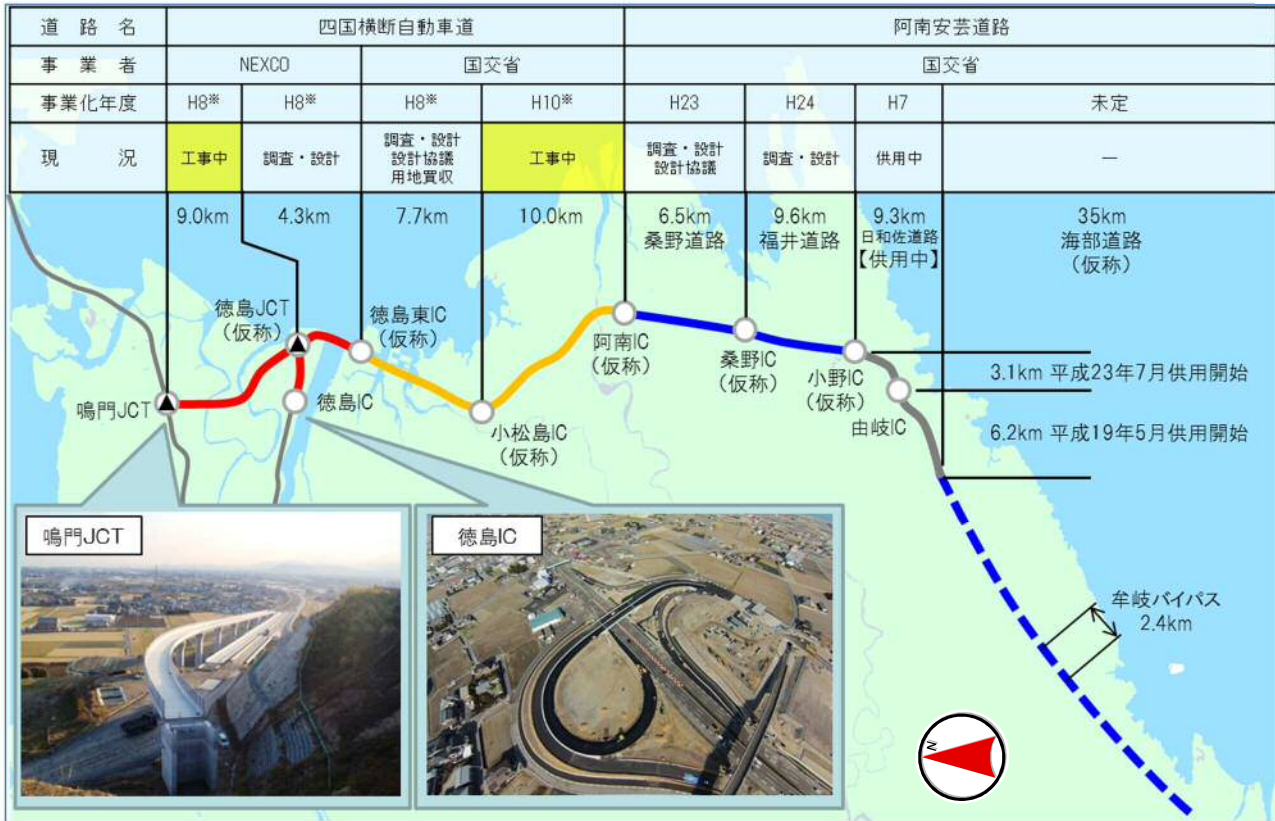 道 路 名 四国横断自動車道 阿南安芸道路
事 業 者 NEXCO 国交省 国交省
事業化年度 H8※ H8※ H8※ H10※ H23 H24 H7 未定
現 況 工事中 調査・設計 調査・設計 設計協議 用地買収 工事中 調査・設計 設計協議 調査・設計 供用中 －
9.0km 4.3km 7.7km 10.0km 6.5km 9.6km 9.3km 35km
桑野道路 福井道路 日和佐道路 海部道路
【供用中】 (仮称)
徳島JCT
(仮称)
徳島東IC
(仮称)
阿南IC
(仮称)
桑野IC
(仮称)
小野IC
(仮称)
3.1km 平成23年7月供用開始
鳴門JCT
徳島IC
小松島IC
(仮称)
由岐IC
6.2km 平成19年5月供用開始
鳴門JCT
徳島IC
牟岐バイパス
2.4km
N